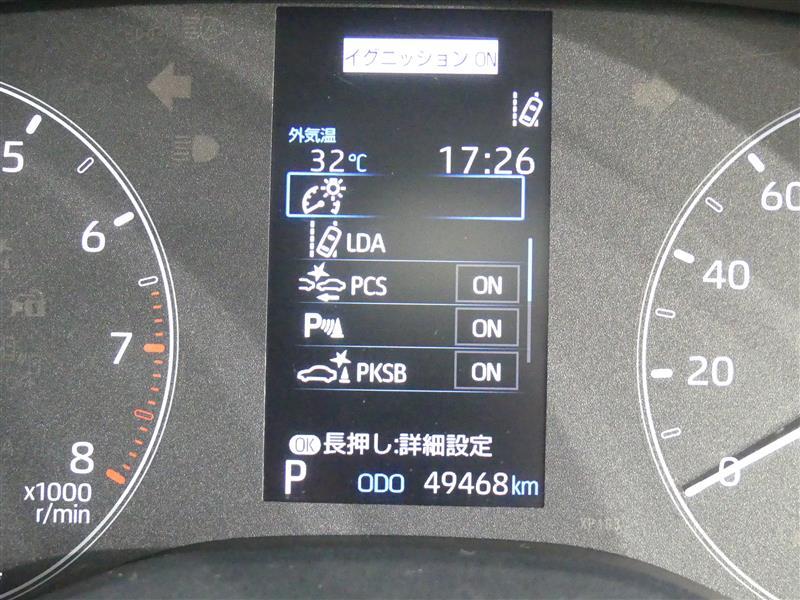 イグニッション ON
外気温
32℃ 17:26
LDA
PCS ON
P ON
PKSB ON
OK 長押し:詳細設定
P ODO 49468km
5
6
7
8
x1000
r/min
60
40
20
0